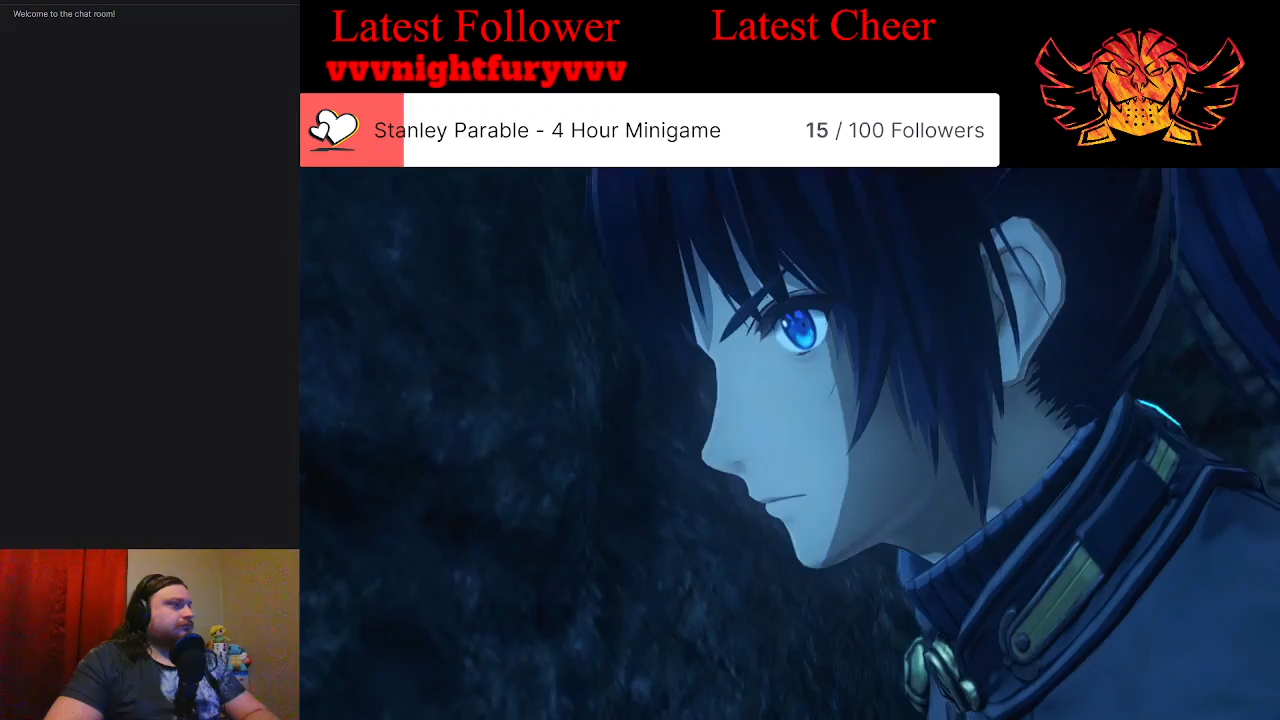 Welcome to the chat room!
Latest Follower
vvvnightfuryvvv
Latest Cheer
Stanley Parable - 4 Hour Minigame
15 / 100 Followers